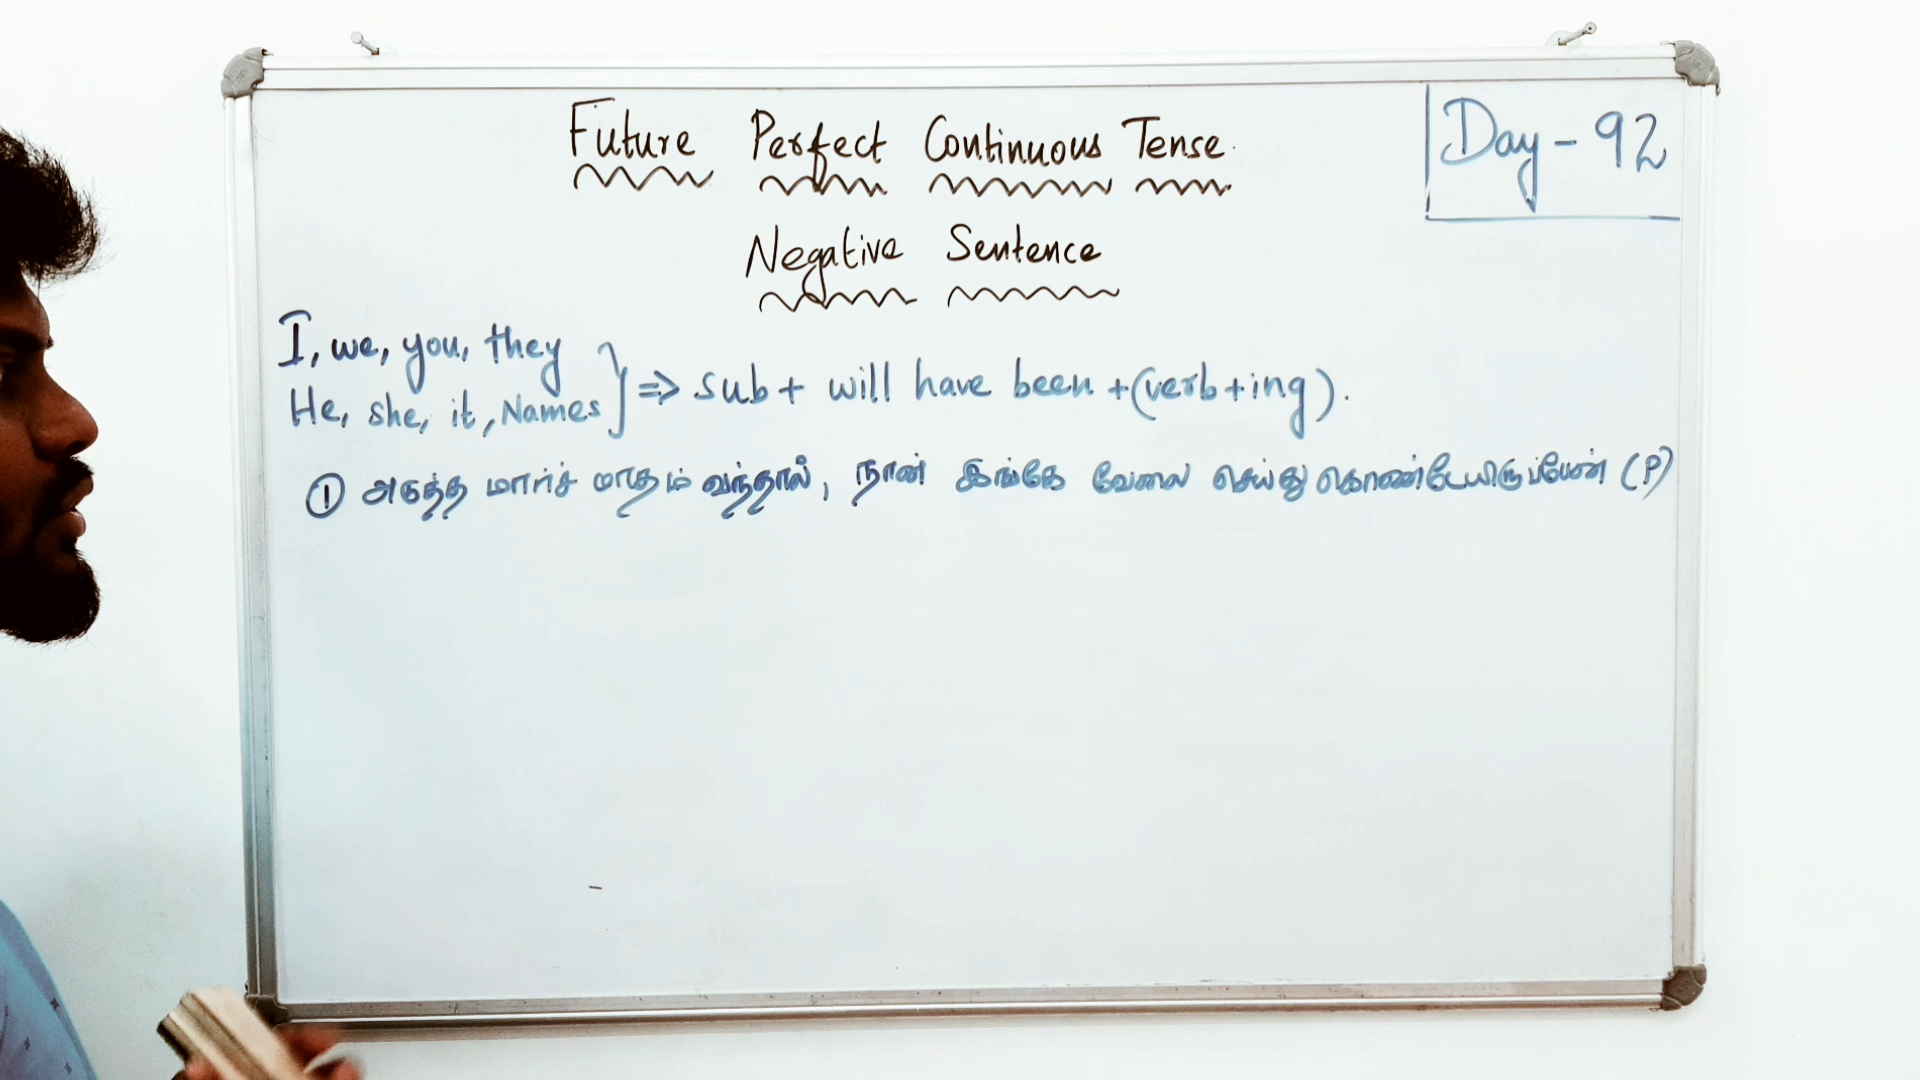 Future Perfect Continuous Tense.
Day - 92
Negative Sentence
I, we, you, they
He, she, it, Names } => sub + will have been + (verb+ing).
① அடுத்த மார்ச் மாதம் வந்தால், நான் இங்கே வேலை செய்து கொண்டேயிருப்பேன் (P)